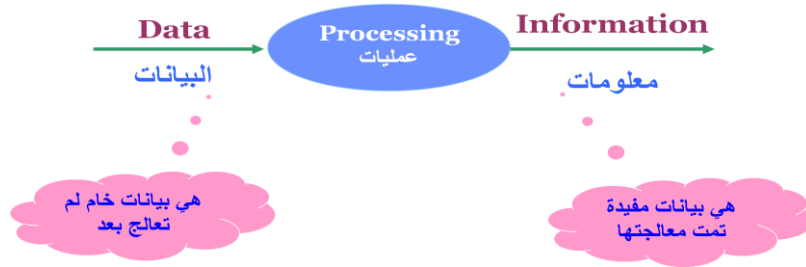 Data
البيانات
Processing
عمليات
Information
معلومات
هي بيانات خام لم
تعالج بعد
هي بيانات مفيدة
تمت معالجتها